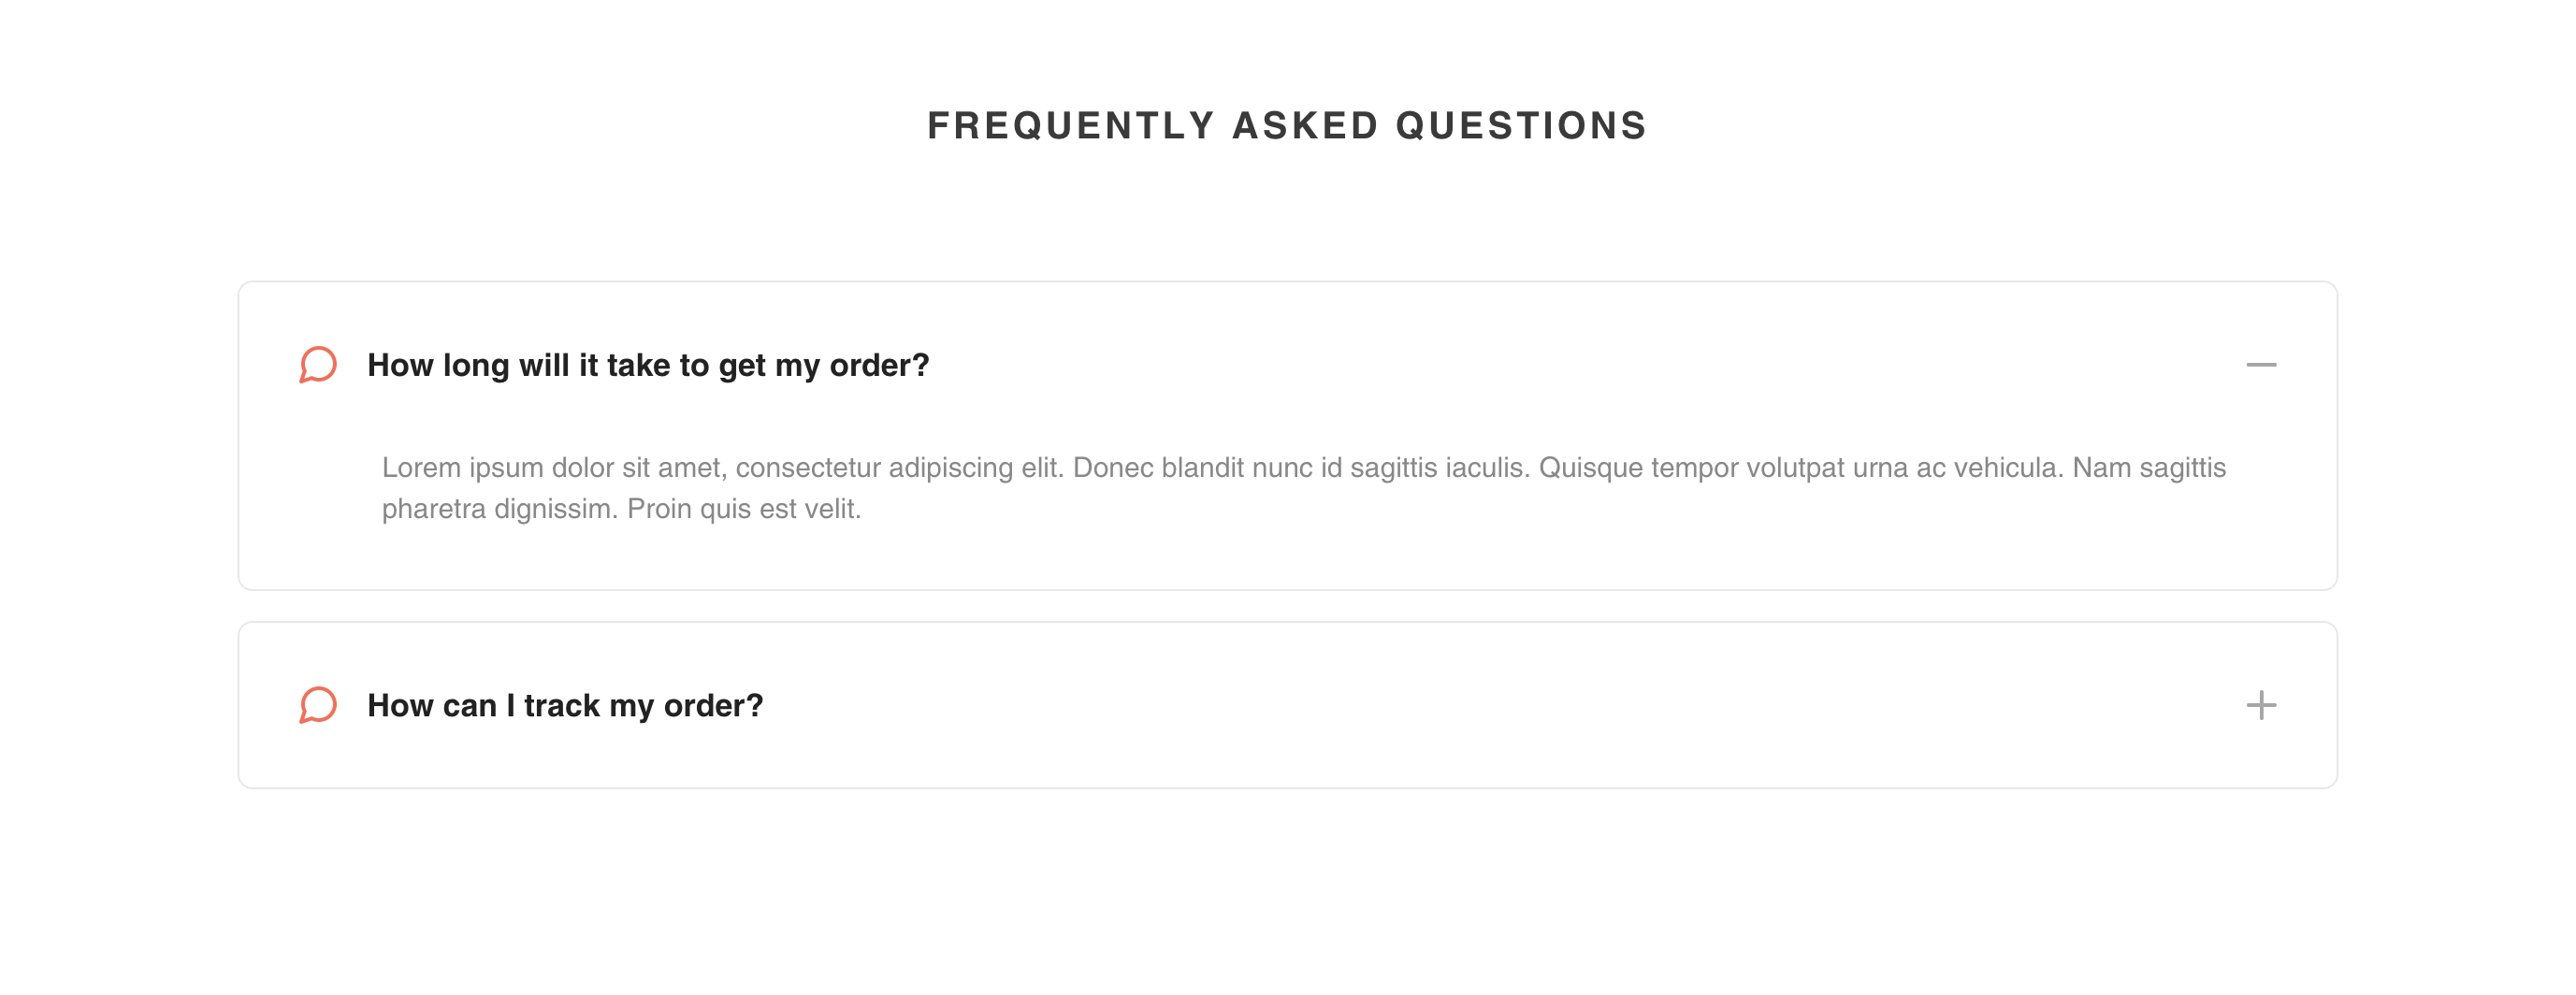 FREQUENTLY ASKED QUESTIONS
How long will it take to get my order?
Lorem ipsum dolor sit amet, consectetur adipiscing elit. Donec blandit nunc id sagittis iaculis. Quisque tempor volutpat urna ac vehicula. Nam sagittis
pharetra dignissim. Proin quis est velit.
How can I track my order?